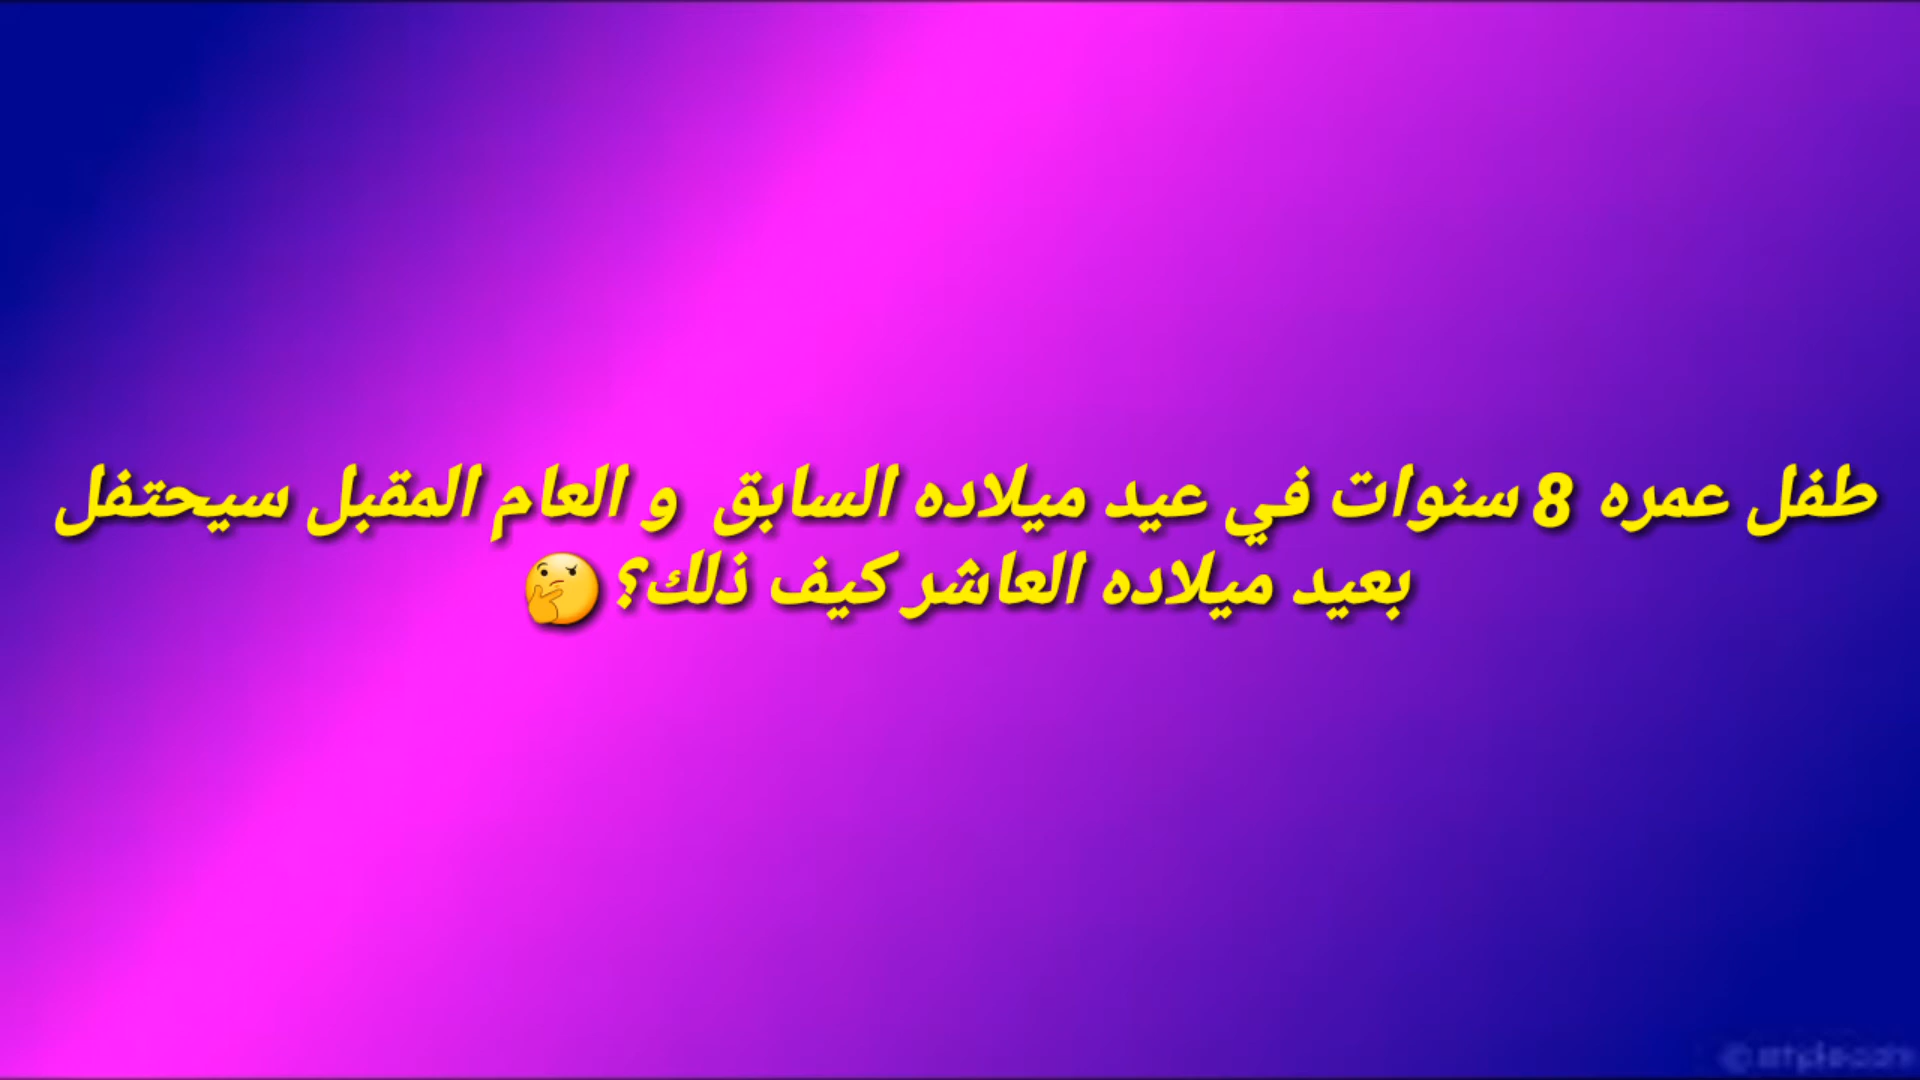 طفل عمره 8 سنوات في عيد ميلاده السابق و العام المقبل سيحتفل
بعيد ميلاده العاشر كيف ذلك؟ 🤔